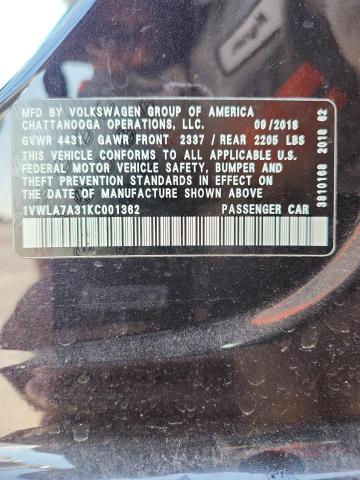 MFD BY VOLKSWAGEN GROUP OF AMERICA
CHATTANOOGA OPERATIONS, LLC. 09/2018
GVWR 4431 GAWR FRONT 2337 / REAR 2205 LBS
THIS VEHICLE CONFORMS TO ALL APPLICABLE U.S.
FEDERAL MOTOR VEHICLE SAFETY, BUMPER AND
THEFT PREVENTION STANDARDS IN EFFECT ON
THE DATE OF MANUFACTURE SHOWN ABOVE
1VWLA7A31KC001362 PASSENGER CAR
3810168 2018 02